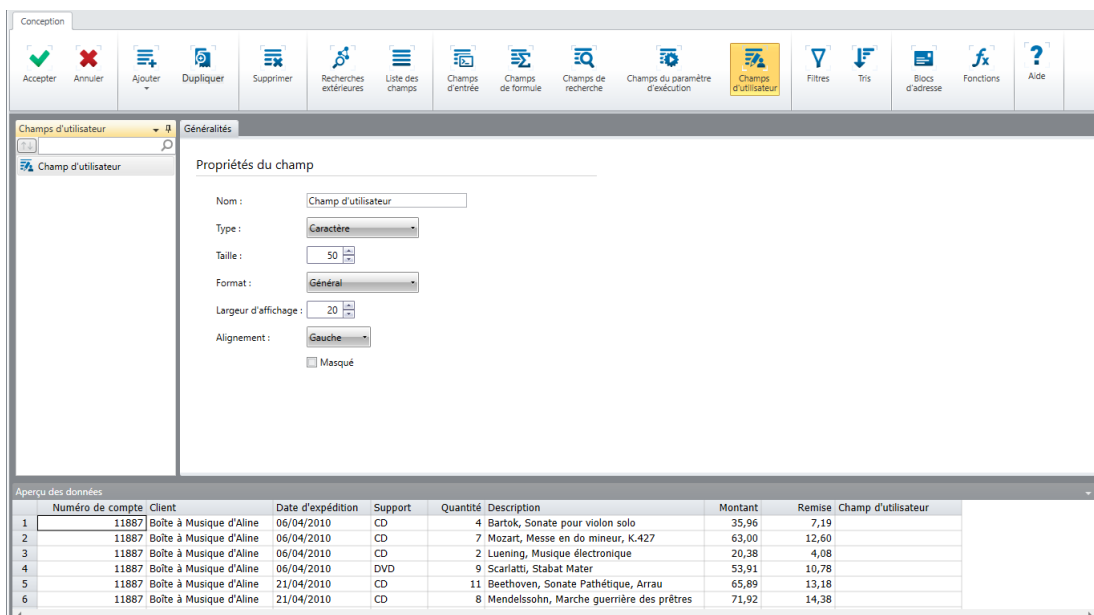 Conception
Accepter Annuler Ajouter Dupliquer Supprimer Recherches extérieures Liste des champs Champs d'entrée Champs de formule Champs de recherche Champs du paramètre d'exécution Champs d'utilisateur Filtres Tris Blocs d'adresse Fonctions Aide
Champs d'utilisateur Généralités
Champ d'utilisateur
Propriétés du champ
Nom : Champ d'utilisateur
Type : Caractère
Taille : 50
Format : Général
Largeur d'affichage : 20
Alignement : Gauche
Masqué
Aperçu des données
Numéro de compte Client Date d'expédition Support Quantité Description Montant Remise Champ d'utilisateur
1 11887 Boîte à Musique d'Aline 06/04/2010 CD 4 Bartok, Sonate pour violon solo 35,96 7,19
2 11887 Boîte à Musique d'Aline 06/04/2010 CD 7 Mozart, Messe en do mineur, K.427 63,00 12,60
3 11887 Boîte à Musique d'Aline 06/04/2010 CD 2 Luening, Musique électronique 20,38 4,08
4 11887 Boîte à Musique d'Aline 06/04/2010 DVD 9 Scarlatti, Stabat Mater 53,91 10,78
5 11887 Boîte à Musique d'Aline 21/04/2010 CD 11 Beethoven, Sonate Pathétique, Arrau 65,89 13,18
6 11887 Boîte à Musique d'Aline 21/04/2010 CD 8 Mendelssohn, Marche guerrière des prêtres 71,92 14,38